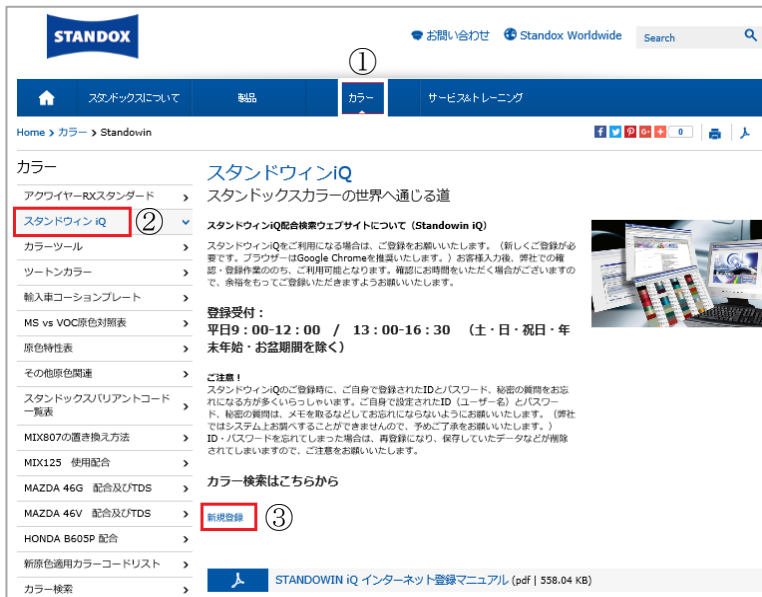 STANDOX
お問い合わせ Standox Worldwide Search
①
スタンドックスについて 製品 カラー サービス&トレーニング
Home > カラー > Standowin
0
カラー
アクワイヤーRXスタンダード
スタンドウィン iQ ②
カラーツール
ツートンカラー
輸入車コーションプレート
MS vs VOC原色対照表
原色特性表
その他原色関連
スタンドックスバリアントコード
一覧表
MIX807の置き換え方法
MIX125 使用配合
MAZDA 46G 配合及びTDS
MAZDA 46V 配合及びTDS
HONDA B605P 配合
新原色適用カラーコードリスト
カラー検索
スタンドウィンiQ
スタンドックスカラーの世界へ通じる道
スタンドウィンiQ配合検索ウェブサイトについて（Standowin iQ）
スタンドウィンiQをご利用になる場合は、ご登録をお願いいたします。（新しくご登録が必
要です。ブラウザーはGoogle Chromeを推奨いたします。）お客様入力後、弊社での確
認・登録作業ののち、ご利用可能となります。確認にお時間をいただく場合がございますの
で、余裕をもってご登録いただきますようお願いいたします。
登録受付：
平日9：00-12：00 / 13：00-16：30 （土・日・祝日・年
末年始・お盆期間を除く）
ご注意！
スタンドウィンiQのご登録時に、ご自身で登録されたIDとパスワード、秘密の質問をお忘
れになる方が多くいらっしゃいます。ご自身で設定されたID（ユーザー名）とパスワー
ド、秘密の質問は、メモを取るなどしてお忘れにならないようにお願いいたします。（弊社
ではシステム上お調べすることができませんので、予めご了承をお願いいたします。）
ID・パスワードを忘れてしまった場合は、再登録になり、保存していたデータなどが削除
されてしまいますので、ご注意をお願いいたします。
カラー検索はこちらから
新規登録 ③
STANDOWIN iQ インターネット登録マニュアル (pdf | 558.04 KB)